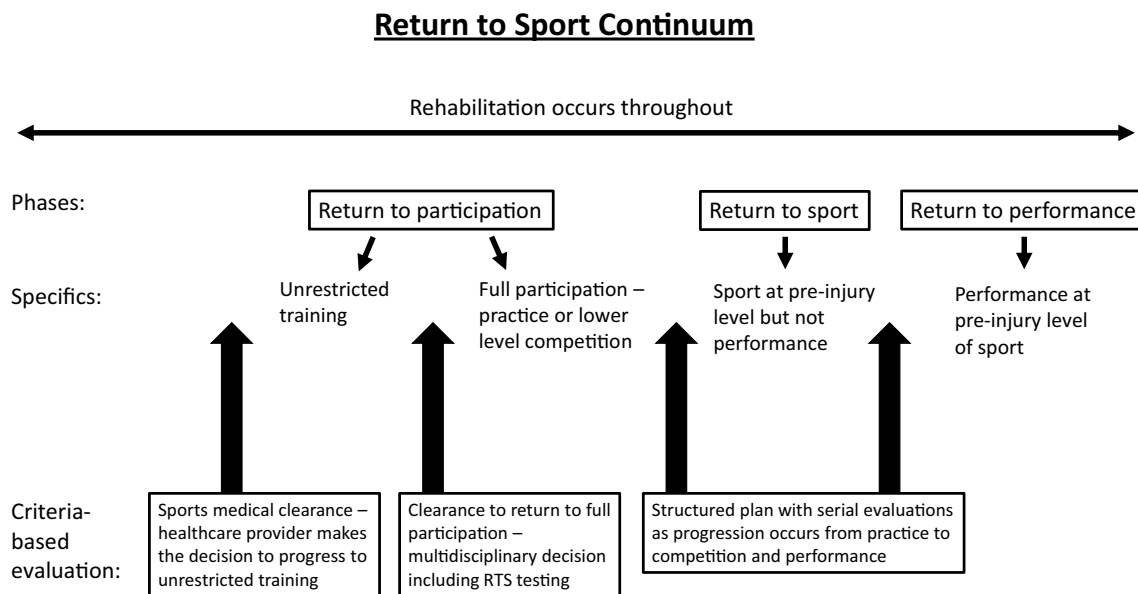 Return to Sport Continuum
Rehabilitation occurs throughout
Phases:
Return to participation
Return to sport
Return to performance
Specifics:
Unrestricted
training
Full participation –
practice or lower
level competition
Sport at pre-injury
level but not
performance
Performance at
pre-injury level
of sport
Criteria-
based
evaluation:
Sports medical clearance –
healthcare provider makes
the decision to progress to
unrestricted training
Clearance to return to full
participation –
multidisciplinary decision
including RTS testing
Structured plan with serial evaluations
as progression occurs from practice to
competition and performance